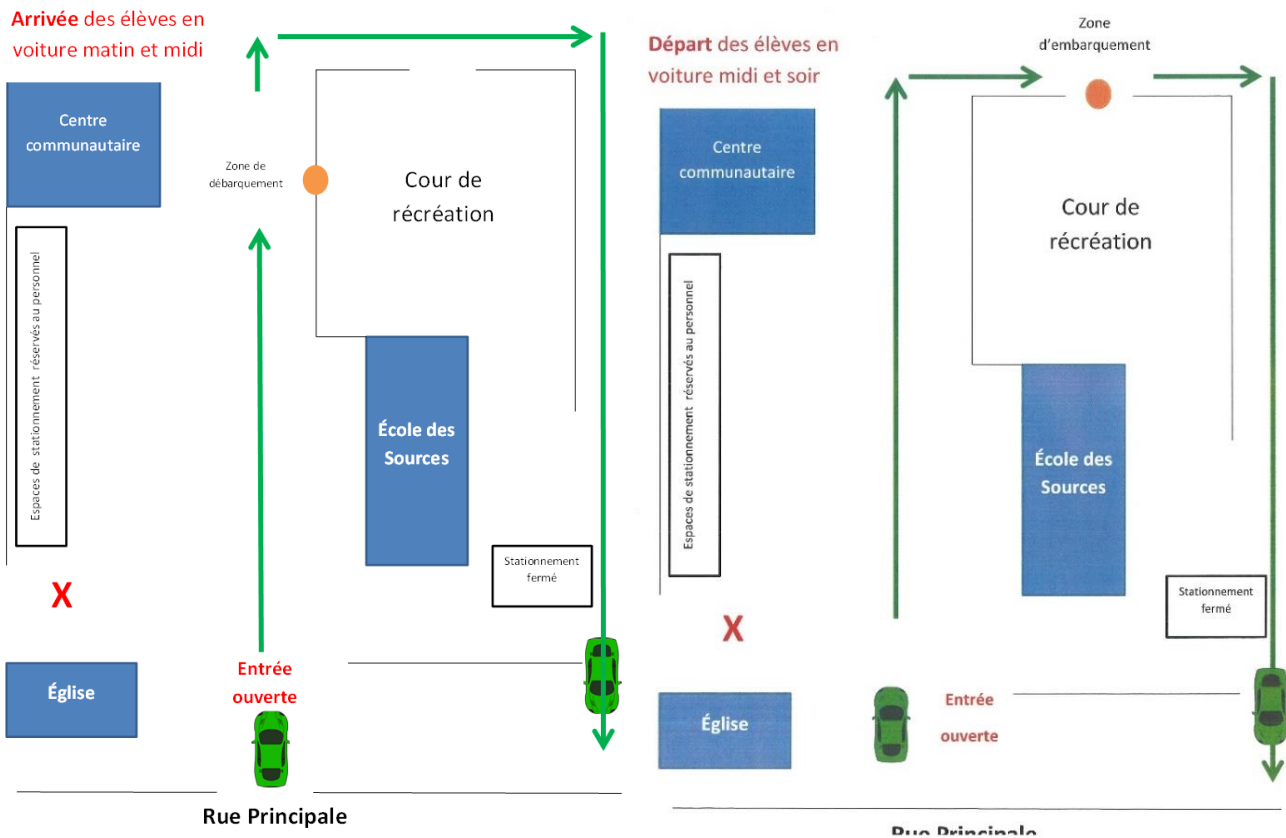 Arrivée des élèves en
voiture matin et midi
Centre
communautaire
Zone de
débarquement
Cour de
récréation
Espaces de stationnement réservés au personnel
École des
Sources
Stationnement
fermé
X
Église
Entrée
ouverte
Rue Principale
Départ des élèves en
voiture midi et soir
Zone
d'embarquement
Centre
communautaire
Cour de
récréation
Espaces de stationnement réservés au personnel
École des
Sources
Stationnement
fermé
X
Église
Entrée
ouverte
Rue Principale